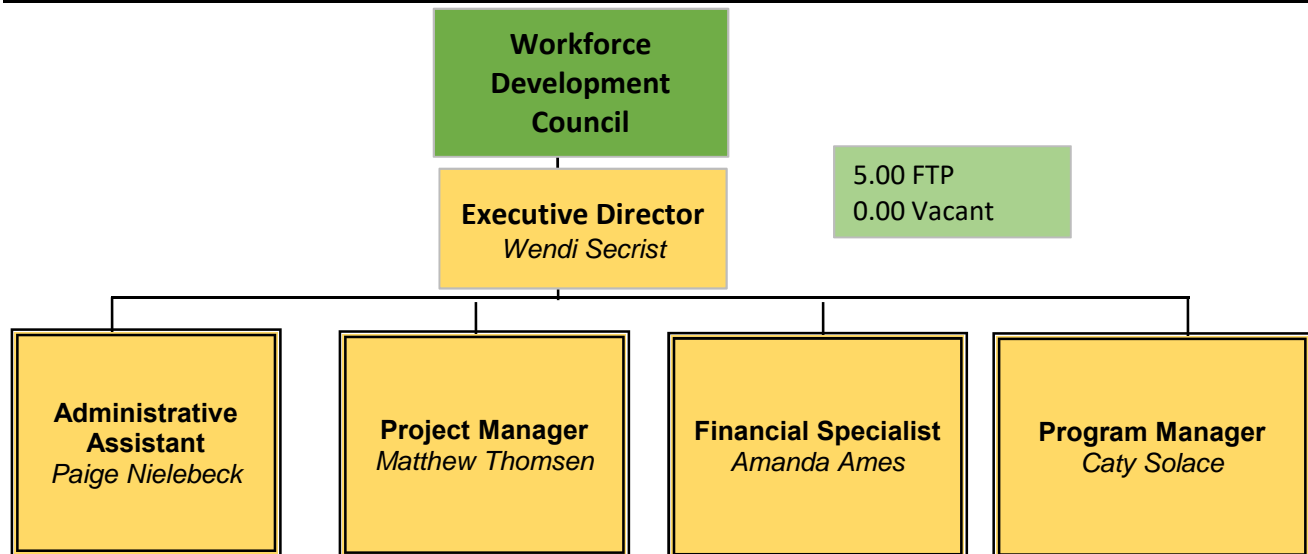 Workforce
Development
Council
5.00 FTP
0.00 Vacant
Executive Director
Wendi Secrist
Administrative
Assistant
Paige Nielebeck
Project Manager
Matthew Thomsen
Financial Specialist
Amanda Ames
Program Manager
Caty Solace